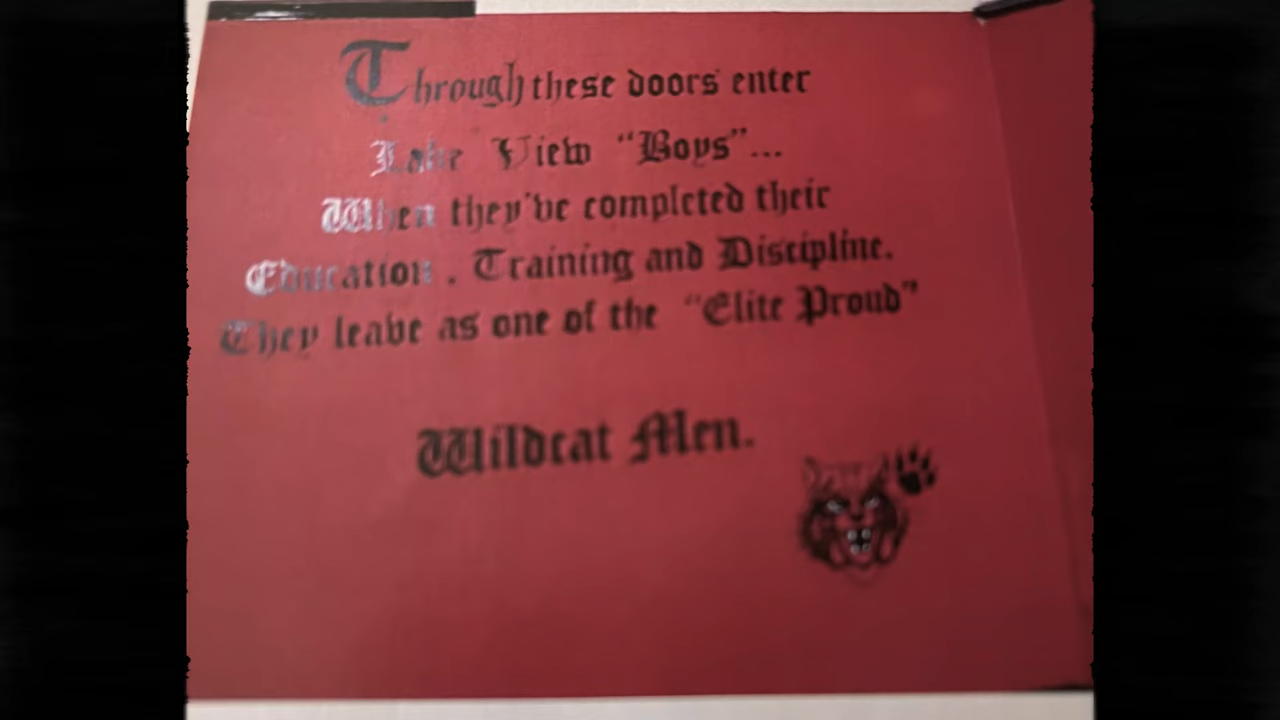 Through these doors enter
Lake View “Boys”...
When they've completed their
Education . Training and Discipline.
They leave as one of the “Elite Proud”
Wildcat Men.